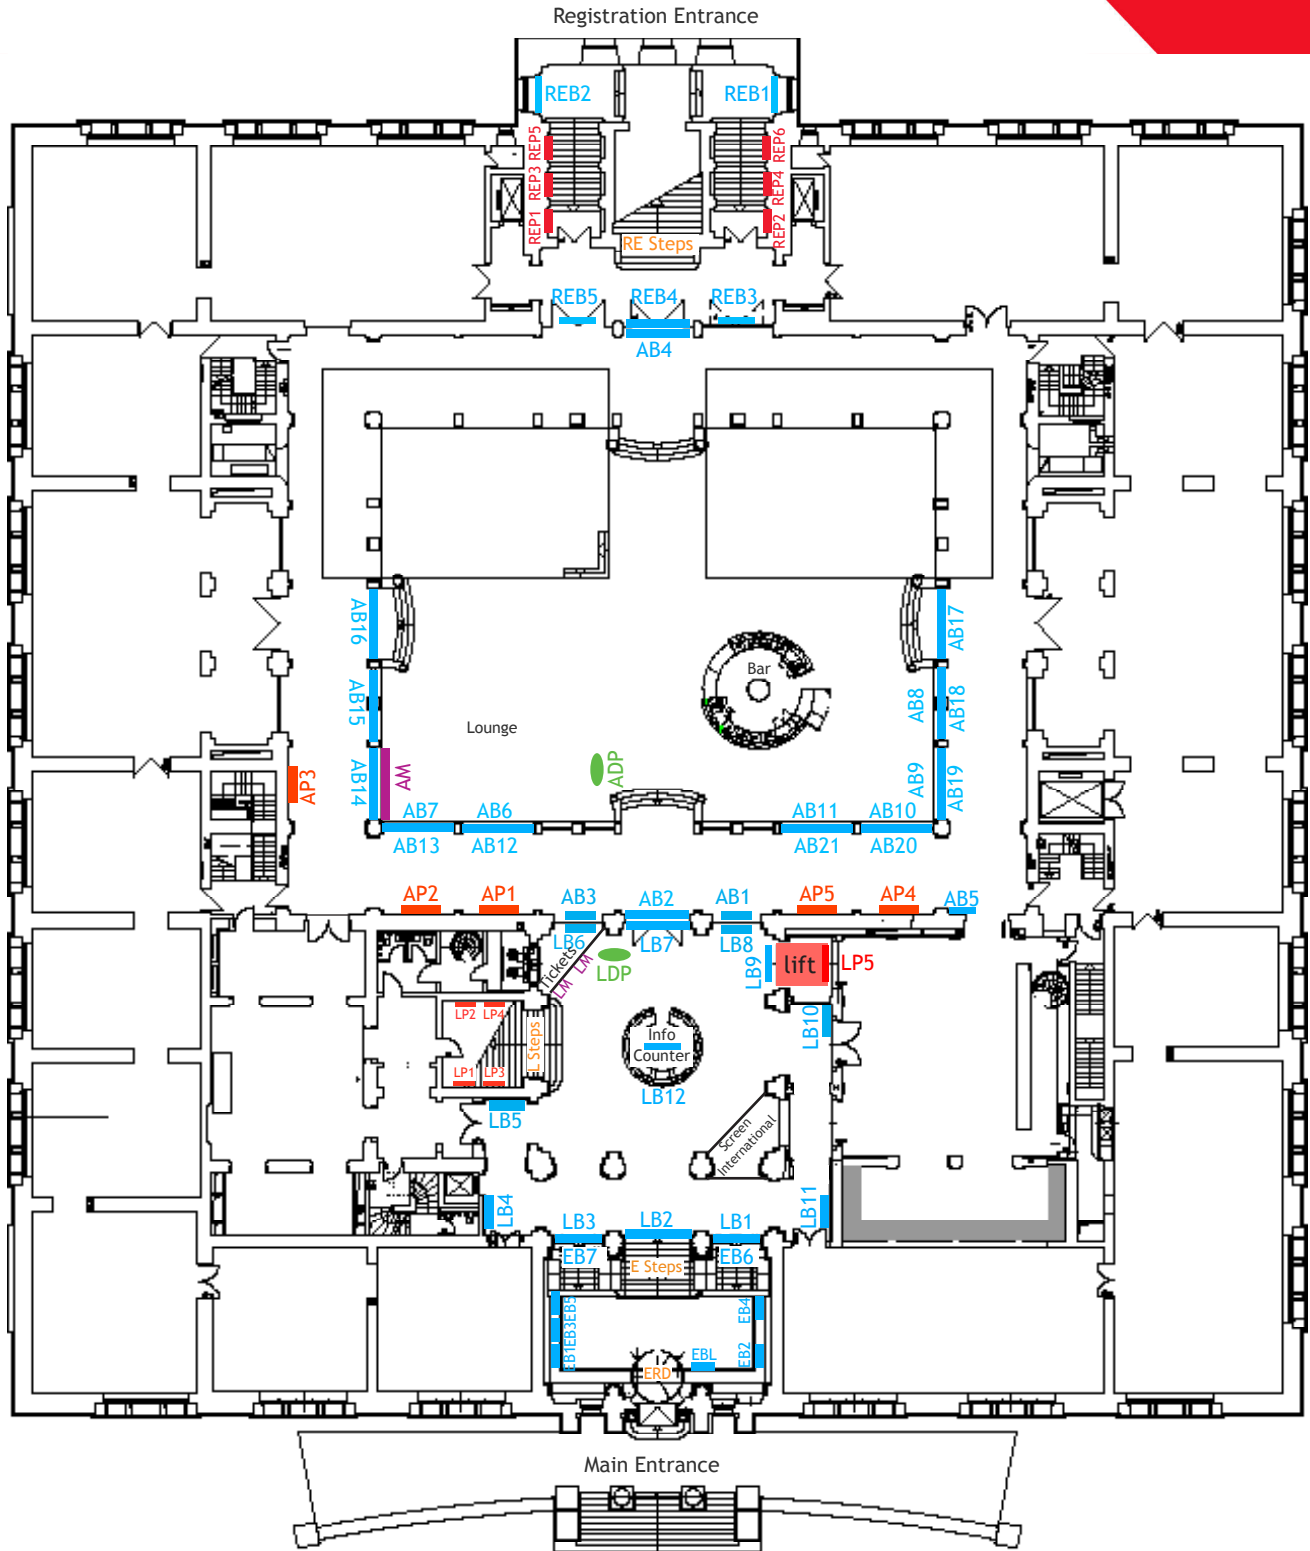 Registration Entrance
REB2
REB1
REP5
REP6
REP3
REP4
REP1
REP2
RE Steps
REB5
REB4
REB3
AB4
AB16
AB17
Bar
AB15
AB8
AB18
Lounge
AB14
AM
ADP
AP3
AB9
AB19
AB7
AB6
AB11
AB10
AB13
AB12
AB21
AB20
AP2
AP1
AB3
AB2
AB1
AP5
AP4
AB5
LB6
LB7
LB8
Tickets
LM
LM
LDP
LB9
lift
LP5
LP2
LP4
L Steps
Info
Counter
LB10
LP1
LP3
LB12
LB5
Screen
International
LB4
LB3
LB2
LB1
LB11
EB7
E Steps
EB6
EB5
EB4
EB3
EB1
EBL
EB2
ERD
Main Entrance